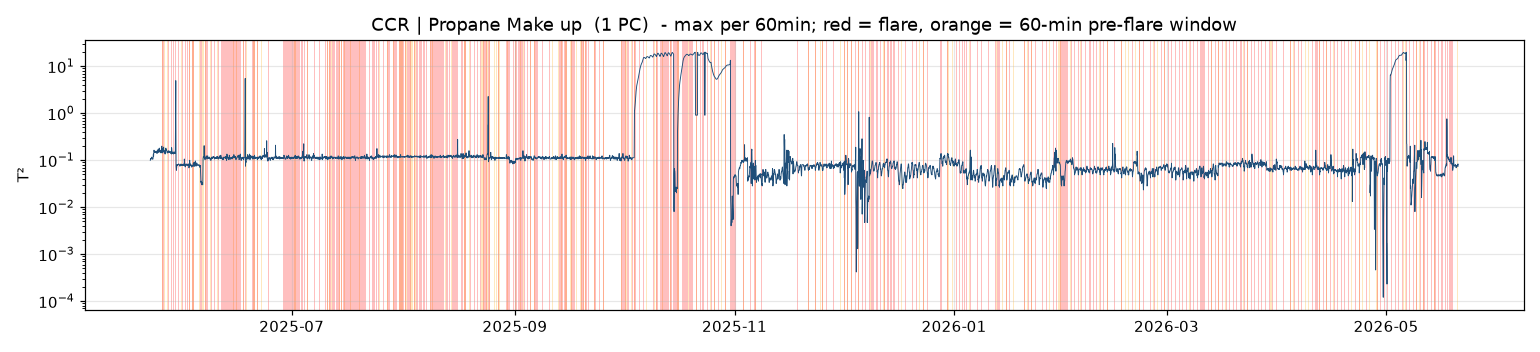 CCR | Propane Make up  (1 PC)  - max per 60min; red = flare, orange = 60-min pre-flare window
T²
10¹
10⁰
10⁻¹
10⁻²
10⁻³
10⁻⁴
2025-07 2025-09 2025-11 2026-01 2026-03 2026-05